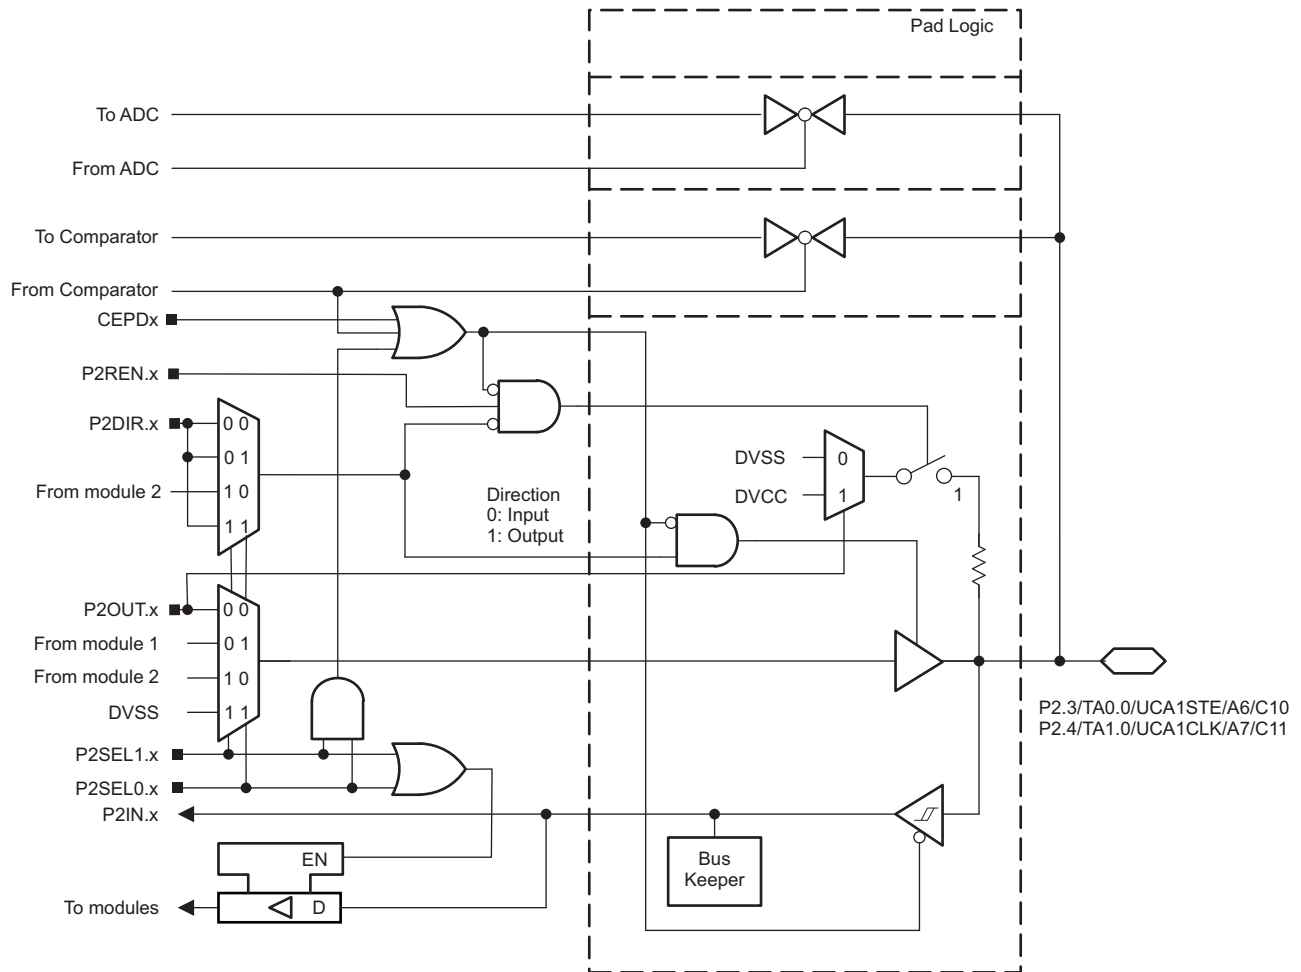 Pad Logic
To ADC
From ADC
To Comparator
From Comparator
CEPDx
P2REN.x
P2DIR.x
0 0
0 1
From module 2
1 0
1 1
Direction
0: Input
1: Output
DVSS
0
DVCC
1
1
P2OUT.x
0 0
From module 1
0 1
From module 2
1 0
DVSS
1 1
P2.3/TA0.0/UCA1STE/A6/C10
P2.4/TA1.0/UCA1CLK/A7/C11
P2SEL1.x
P2SEL0.x
P2IN.x
EN
Bus
Keeper
To modules
D